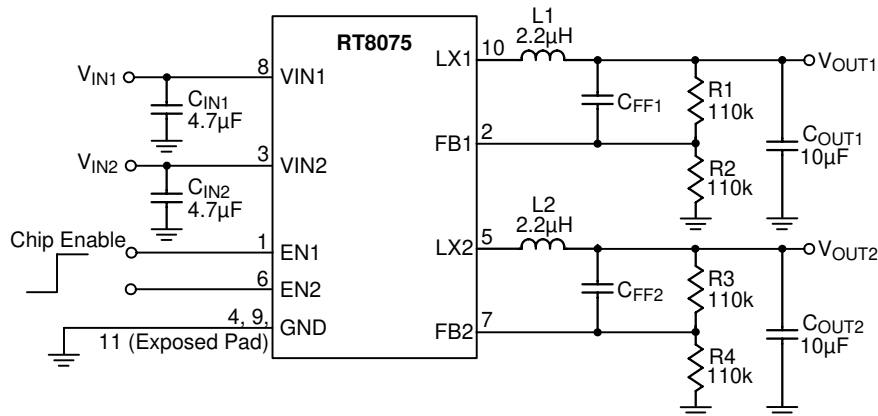 RT8075
V_IN1
8
VIN1
C_IN1
4.7µF
V_IN2
3
VIN2
C_IN2
4.7µF
Chip Enable
1
EN1
6
EN2
4, 9,
11 (Exposed Pad)
GND
LX1
10
L1
2.2µH
V_OUT1
C_FF1
R1
110k
FB1
2
R2
110k
C_OUT1
10µF
LX2
5
L2
2.2µH
V_OUT2
C_FF2
R3
110k
FB2
7
R4
110k
C_OUT2
10µF